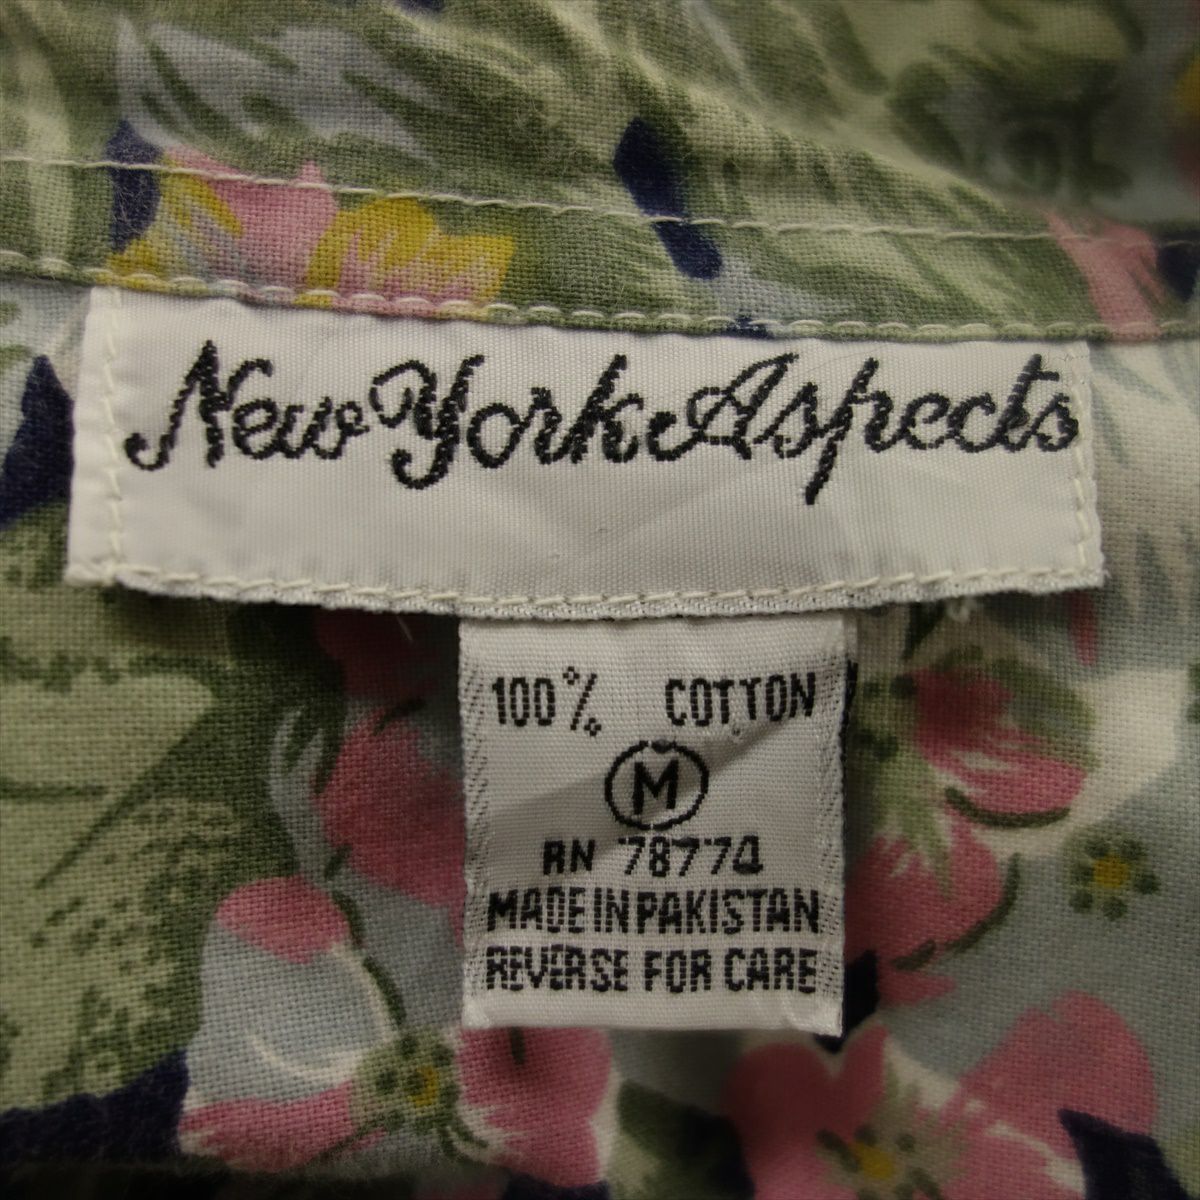 New York Aspects
100% COTTON
M
RN 78774
MADE IN PAKISTAN
REVERSE FOR CARE